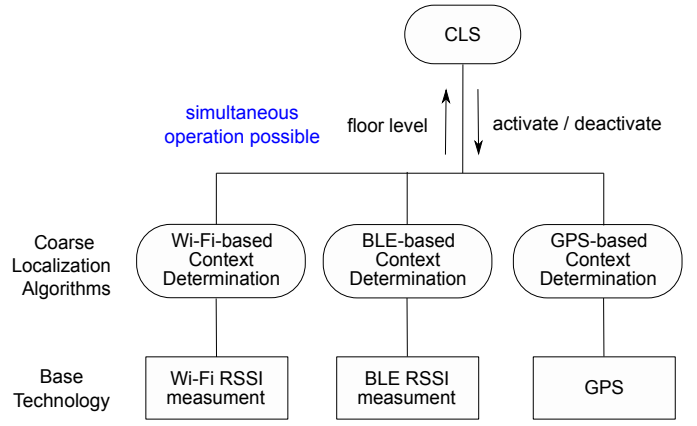 CLS
simultaneous
operation possible
floor level
activate / deactivate
Coarse
Localization
Algorithms
Wi-Fi-based
Context
Determination
BLE-based
Context
Determination
GPS-based
Context
Determination
Base
Technology
Wi-Fi RSSI
measument
BLE RSSI
measument
GPS